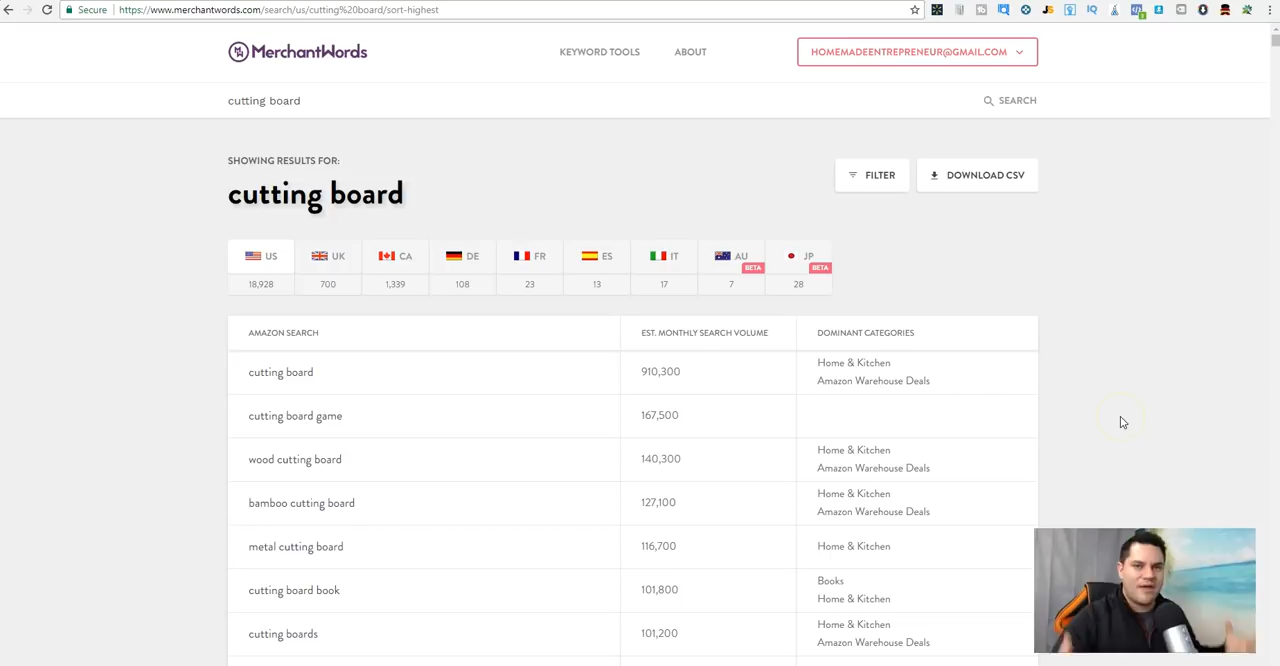 Secure
https://www.merchantwords.com/search/us/cutting%20board/sort-highest
MerchantWords
KEYWORD TOOLS
ABOUT
HOMEMADEENTREPRENEUR@GMAIL.COM
cutting board
SEARCH
SHOWING RESULTS FOR:
cutting board
FILTER
DOWNLOAD CSV
US
UK
CA
DE
FR
ES
IT
AU
BETA
JP
BETA
18,928
700
1,339
108
23
13
17
7
28
AMAZON SEARCH
EST. MONTHLY SEARCH VOLUME
DOMINANT CATEGORIES
cutting board
910,300
Home & Kitchen
Amazon Warehouse Deals
cutting board game
167,500
wood cutting board
140,300
Home & Kitchen
Amazon Warehouse Deals
bamboo cutting board
127,100
Home & Kitchen
Amazon Warehouse Deals
metal cutting board
116,700
Home & Kitchen
cutting board book
101,800
Books
Home & Kitchen
cutting boards
101,200
Home & Kitchen
Amazon Warehouse Deals